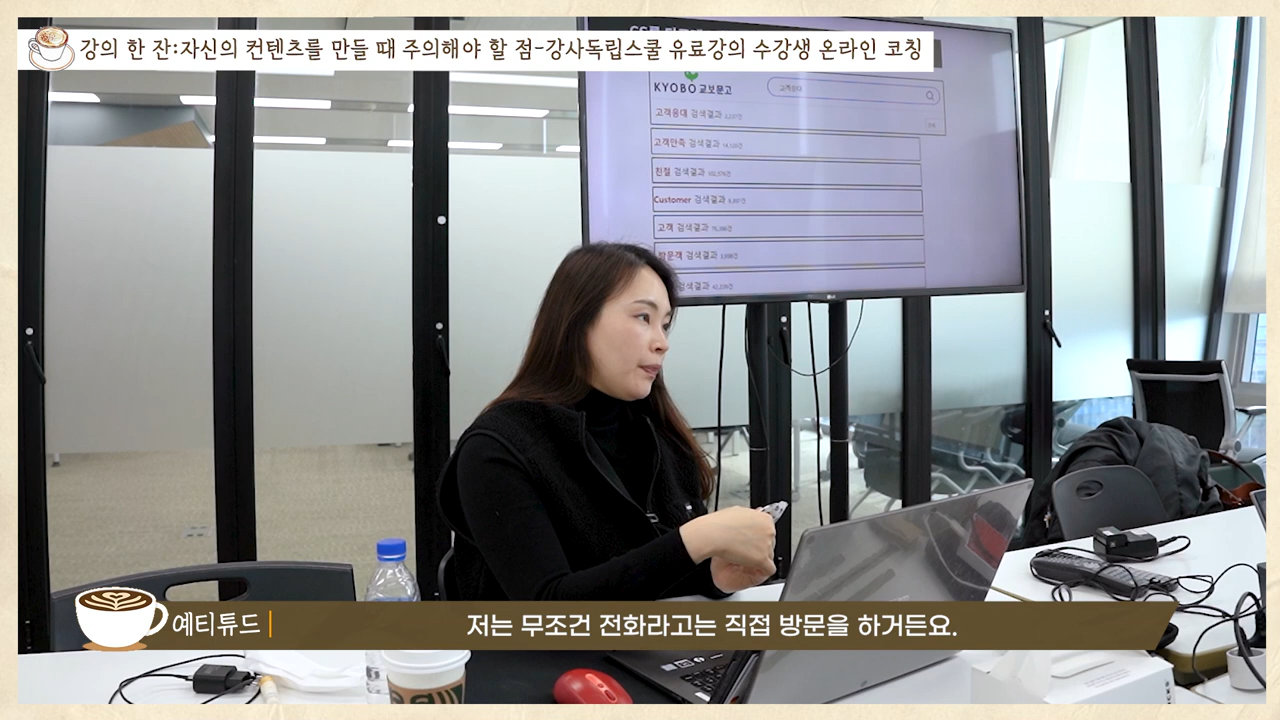 강의 한 잔:자신의 컨텐츠를 만들 때 주의해야 할 점-강사독립스쿨 유료강의 수강생 온라인 코칭
KYOBO 교보문고
고객응대
고객응대 검색결과
고객만족 검색결과
친절 검색결과
Customer 검색결과
고객 검색결과
방문객 검색결과
검색결과
LG
예티튜드
저는 무조건 전화라고는 직접 방문을 하거든요.